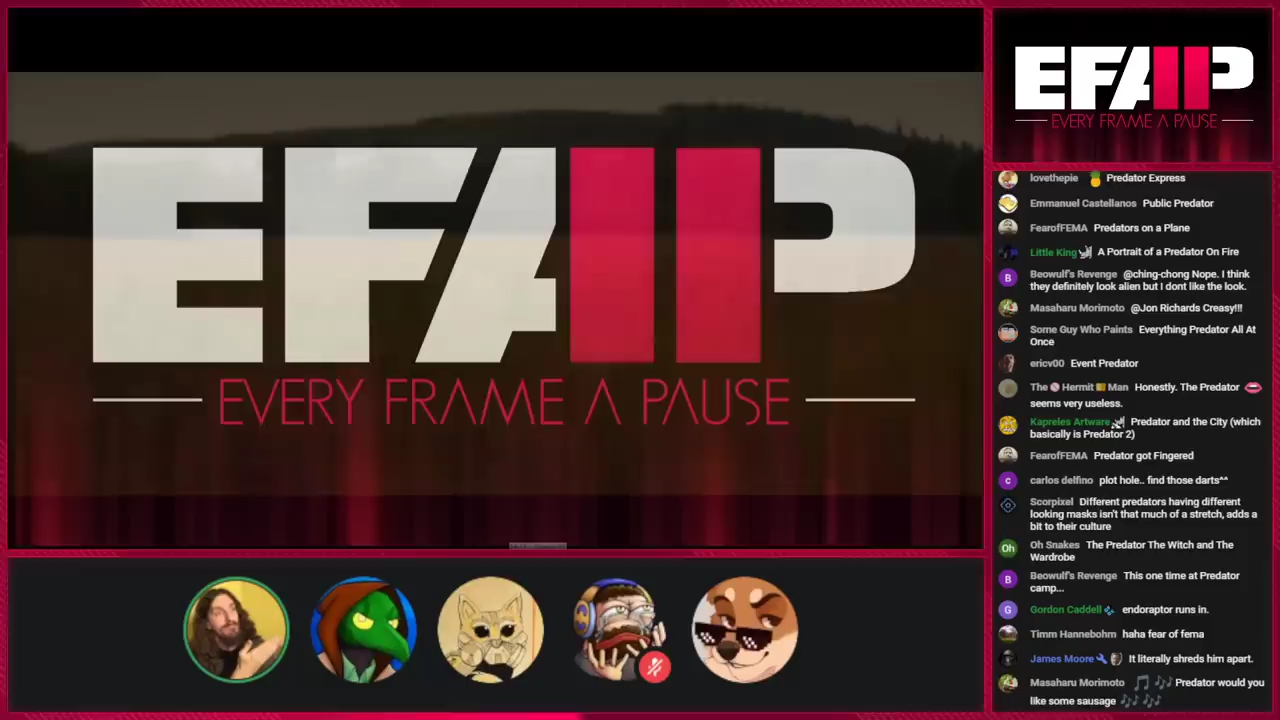 EFAP
EVERY FRAME A PAUSE
EFAP
EVERY FRAME A PAUSE
lovethepie 🍍 Predator Express
Emmanuel Castellanos Public Predator
FearofFEMA Predators on a Plane
Little King A Portrait of a Predator On Fire
Beowulf's Revenge @ching-chong Nope. I think
they definitely look alien but I dont like the look.
Masaharu Morimoto @Jon Richards Creasy!!!
Some Guy Who Paints Everything Predator All At
Once
ericv00 Event Predator
The Hermit Man Honestly. The Predator 👄
seems very useless.
Kapreles Artware Predator and the City (which
basically is Predator 2)
FearofFEMA Predator got Fingered
c
carlos delfino plot hole.. find those darts^^
Scorpixel Different predators having different
looking masks isn't that much of a stretch, adds a
bit to their culture
Oh
Oh Snakes The Predator The Witch and The
Wardrobe
B
Beowulf's Revenge This one time at Predator
camp...
G
Gordon Caddell endoraptor runs in.
Timm Hannebohm haha fear of fema
James Moore It literally shreds him apart.
Masaharu Morimoto 🎵 🎶 Predator would you
like some sausage 🎶 🎶